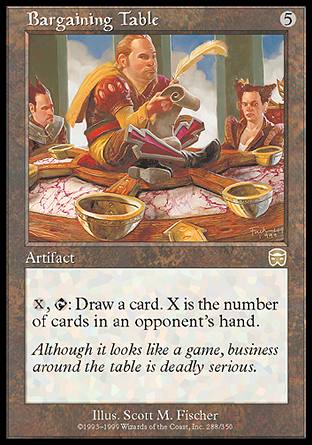 Bargaining Table 5
Artifact
X, : Draw a card. X is the number
of cards in an opponent's hand.
Although it looks like a game, business
around the table is deadly serious.
Illus. Scott M. Fischer
©1993–1999 Wizards of the Coast, Inc. 288/350